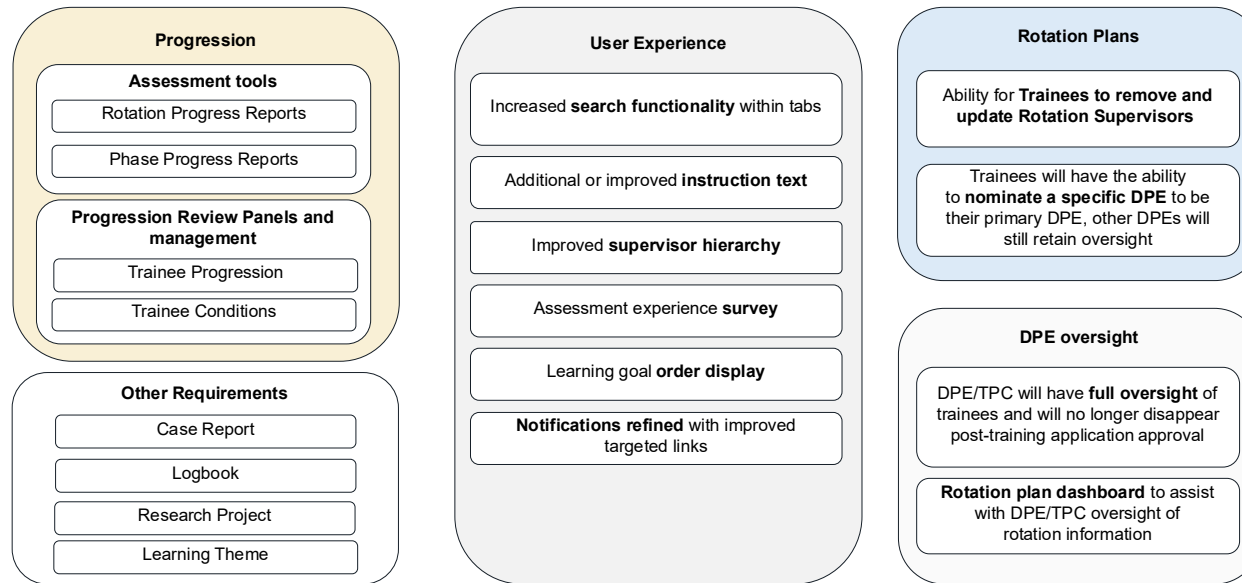 Progression
Assessment tools
Rotation Progress Reports
Phase Progress Reports
Progression Review Panels and
management
Trainee Progression
Trainee Conditions
Other Requirements
Case Report
Logbook
Research Project
Learning Theme
User Experience
Increased search functionality within tabs
Additional or improved instruction text
Improved supervisor hierarchy
Assessment experience survey
Learning goal order display
Notifications refined with improved
targeted links
Rotation Plans
Ability for Trainees to remove and
update Rotation Supervisors
Trainees will have the ability
to nominate a specific DPE to be
their primary DPE, other DPEs will
still retain oversight
DPE oversight
DPE/TPC will have full oversight of
trainees and will no longer disappear
post-training application approval
Rotation plan dashboard to assist
with DPE/TPC oversight of
rotation information